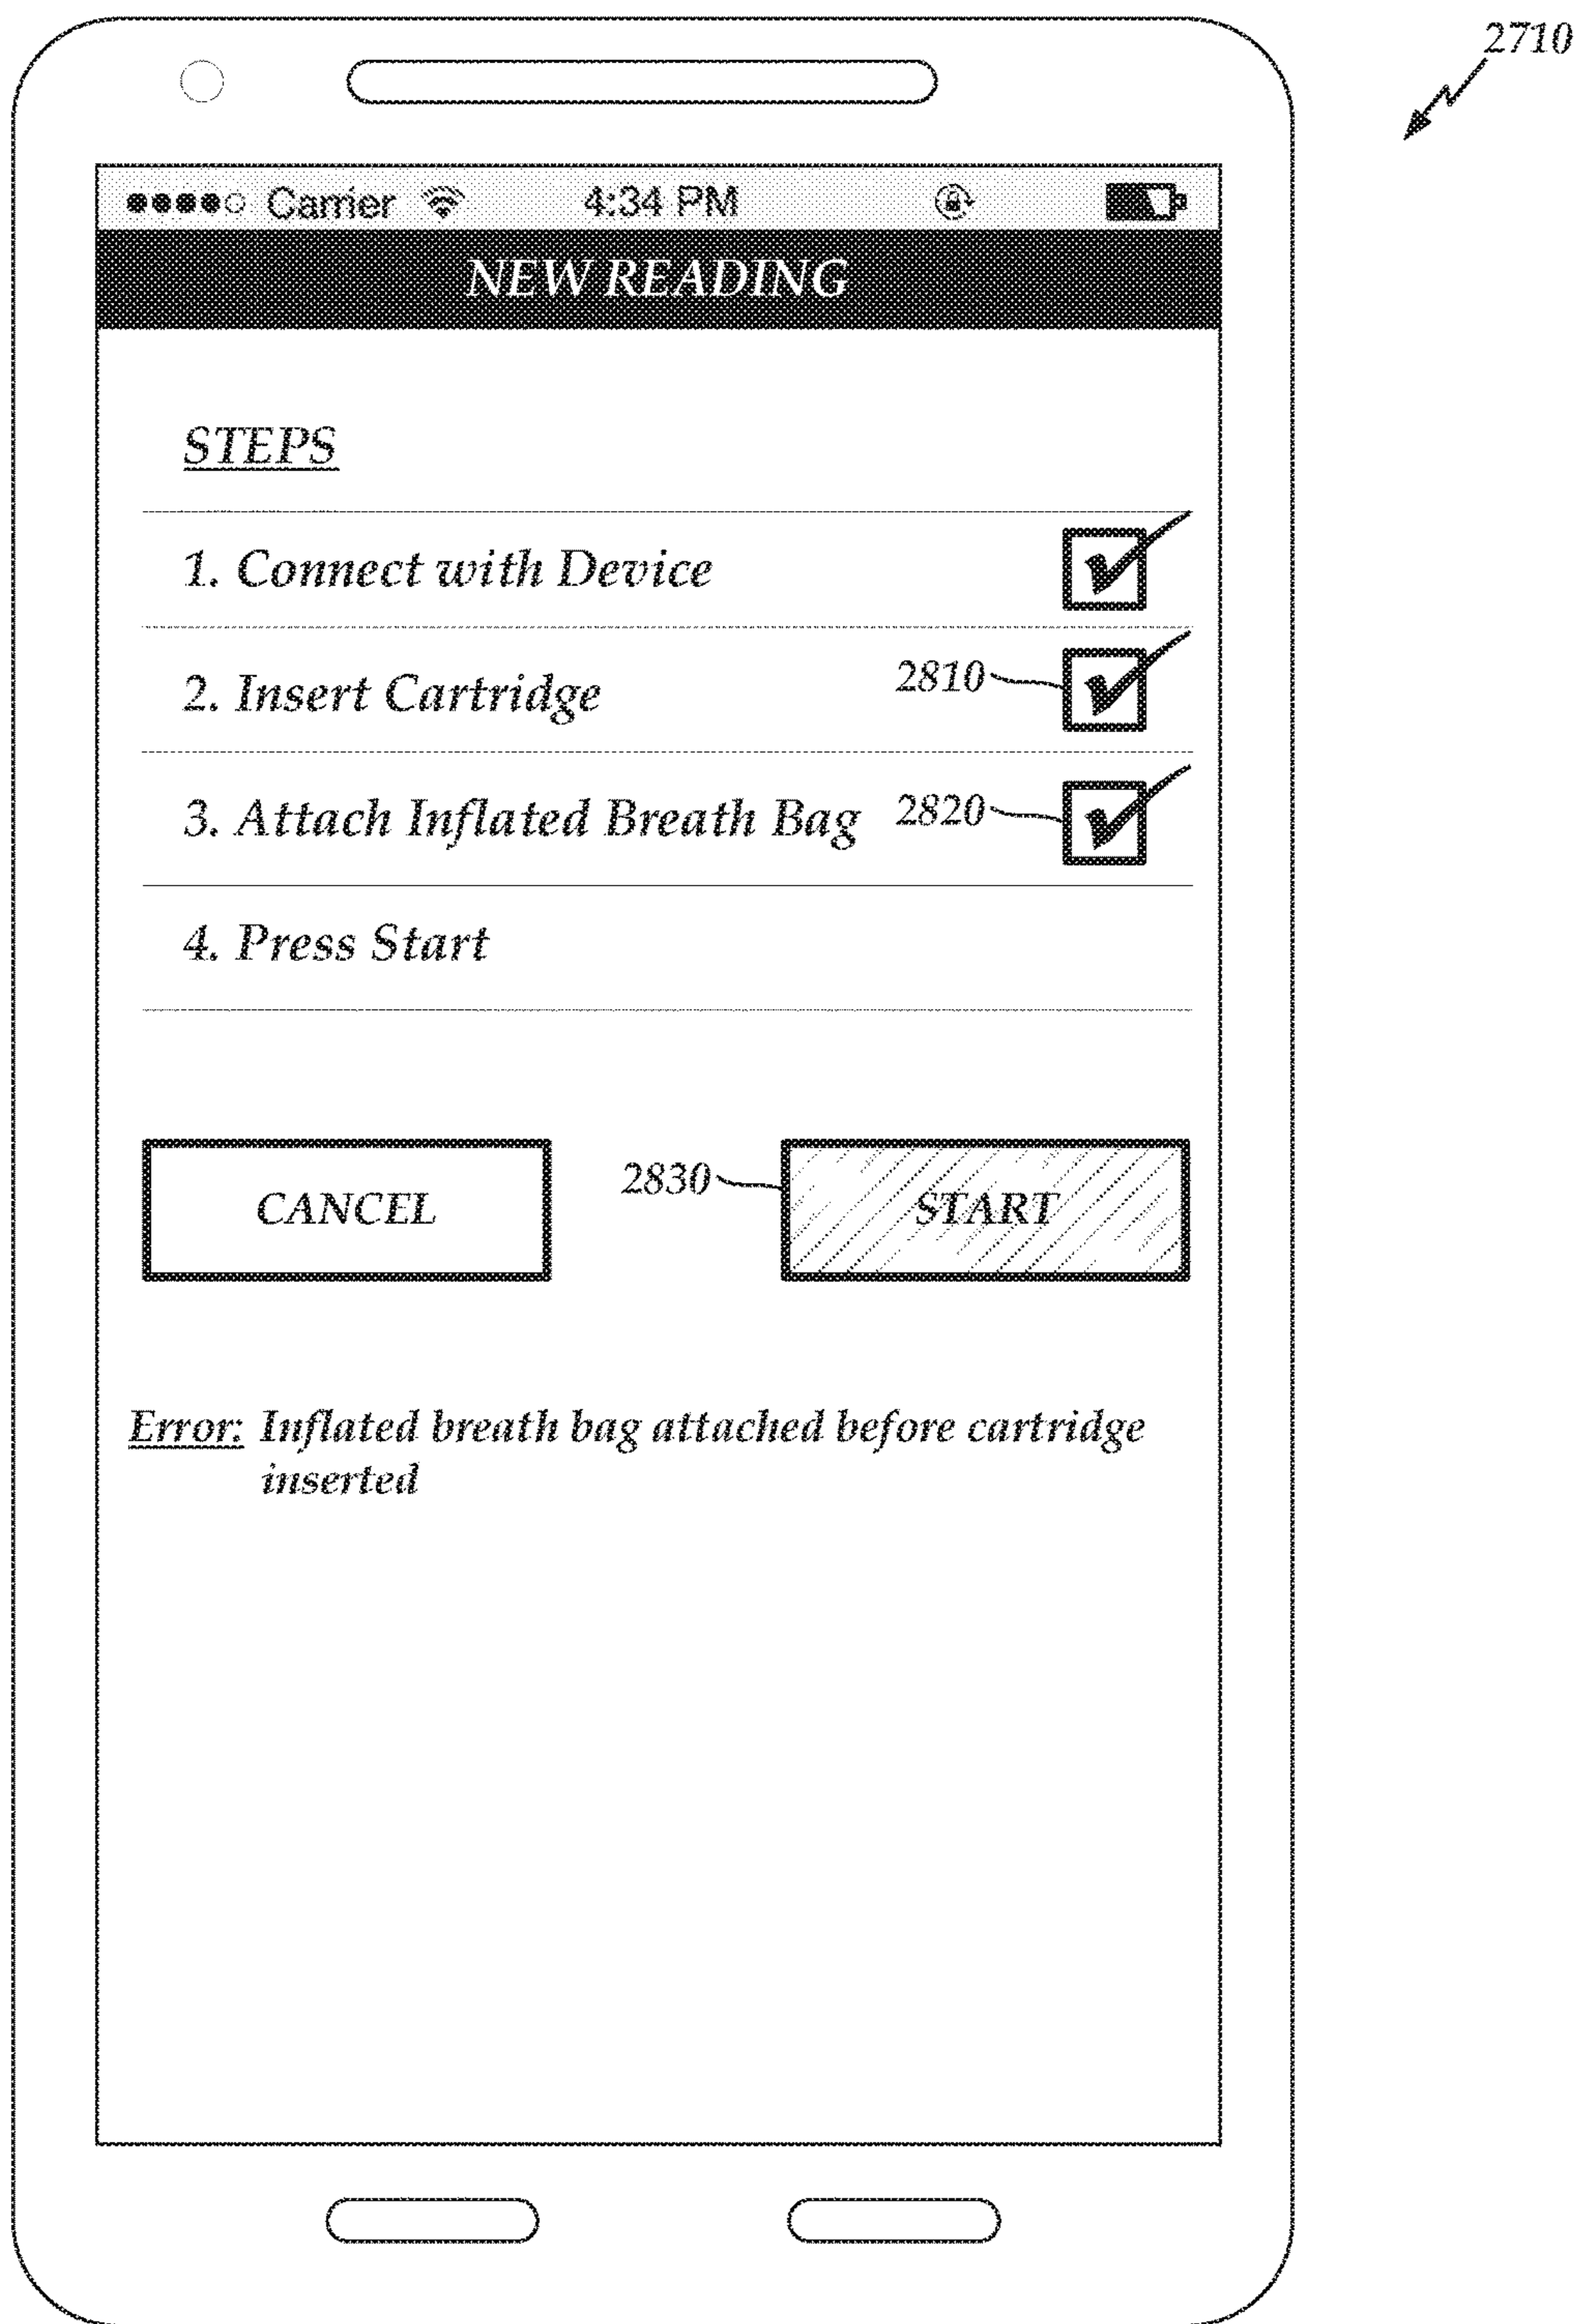 2710
Carrier 4:34 PM
NEW READING
STEPS
1. Connect with Device
2. Insert Cartridge 2810
3. Attach Inflated Breath Bag 2820
4. Press Start
CANCEL 2830 START
Error: Inflated breath bag attached before cartridge
inserted